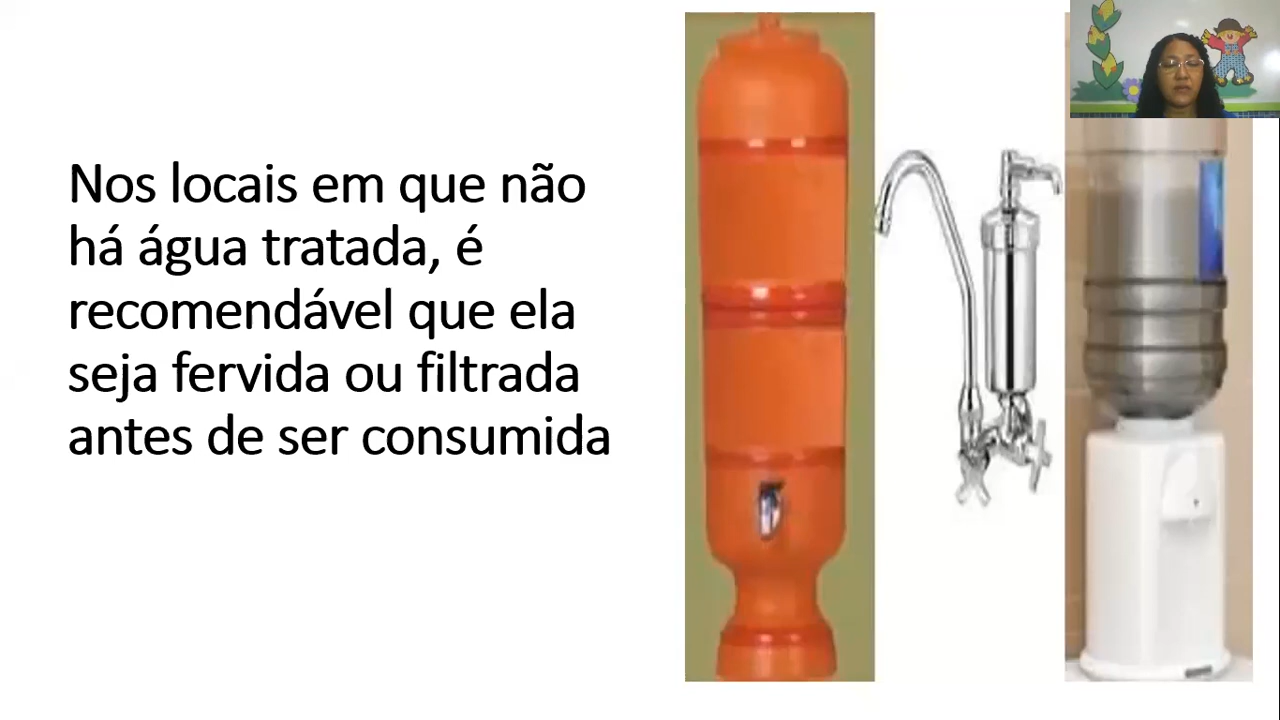 Nos locais em que não
há água tratada, é
recomendável que ela
seja fervida ou filtrada
antes de ser consumida